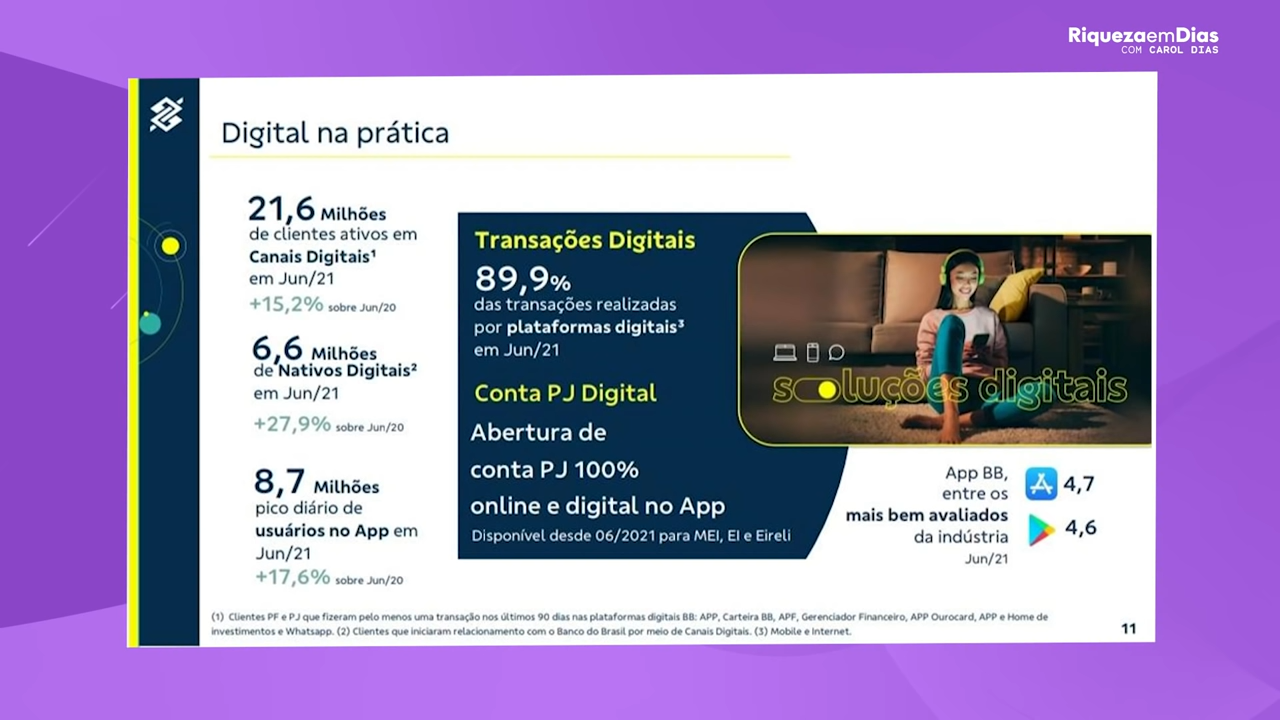 RiquezaemDias
COM CAROL DIAS
Digital na prática
21,6 Milhões
de clientes ativos em
Canais Digitais¹
em Jun/21
+15,2% sobre Jun/20
6,6 Milhões
de Nativos Digitais²
em Jun/21
+27,9% sobre Jun/20
8,7 Milhões
pico diário de
usuários no App em
Jun/21
+17,6% sobre Jun/20
Transações Digitais
89,9%
das transações realizadas
por plataformas digitais³
em Jun/21
Conta PJ Digital
Abertura de
conta PJ 100%
online e digital no App
Disponível desde 06/2021 para MEI, EI e Eireli
soluções digitais
App BB,
entre os
mais bem avaliados
da indústria
Jun/21
4,7
4,6
(1) Clientes PF e PJ que fizeram pelo menos uma transação nos últimos 90 dias nas plataformas digitais BB: APP, Carteira BB, APF, Gerenciador Financeiro, APP Ourocard, APP e Home de
investimentos e Whatsapp. (2) Clientes que iniciaram relacionamento com o Banco do Brasil por meio de Canais Digitais. (3) Mobile e Internet.
11